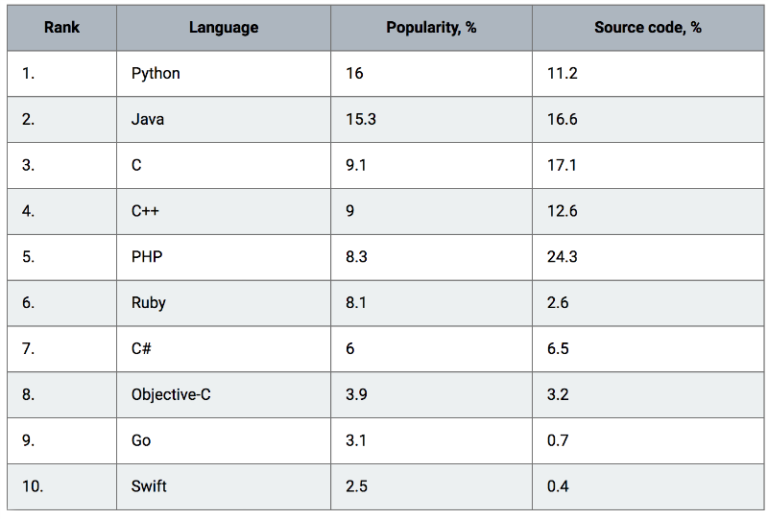 Rank Language Popularity, % Source code, %
1. Python 16 11.2
2. Java 15.3 16.6
3. C 9.1 17.1
4. C++ 9 12.6
5. PHP 8.3 24.3
6. Ruby 8.1 2.6
7. C# 6 6.5
8. Objective-C 3.9 3.2
9. Go 3.1 0.7
10. Swift 2.5 0.4